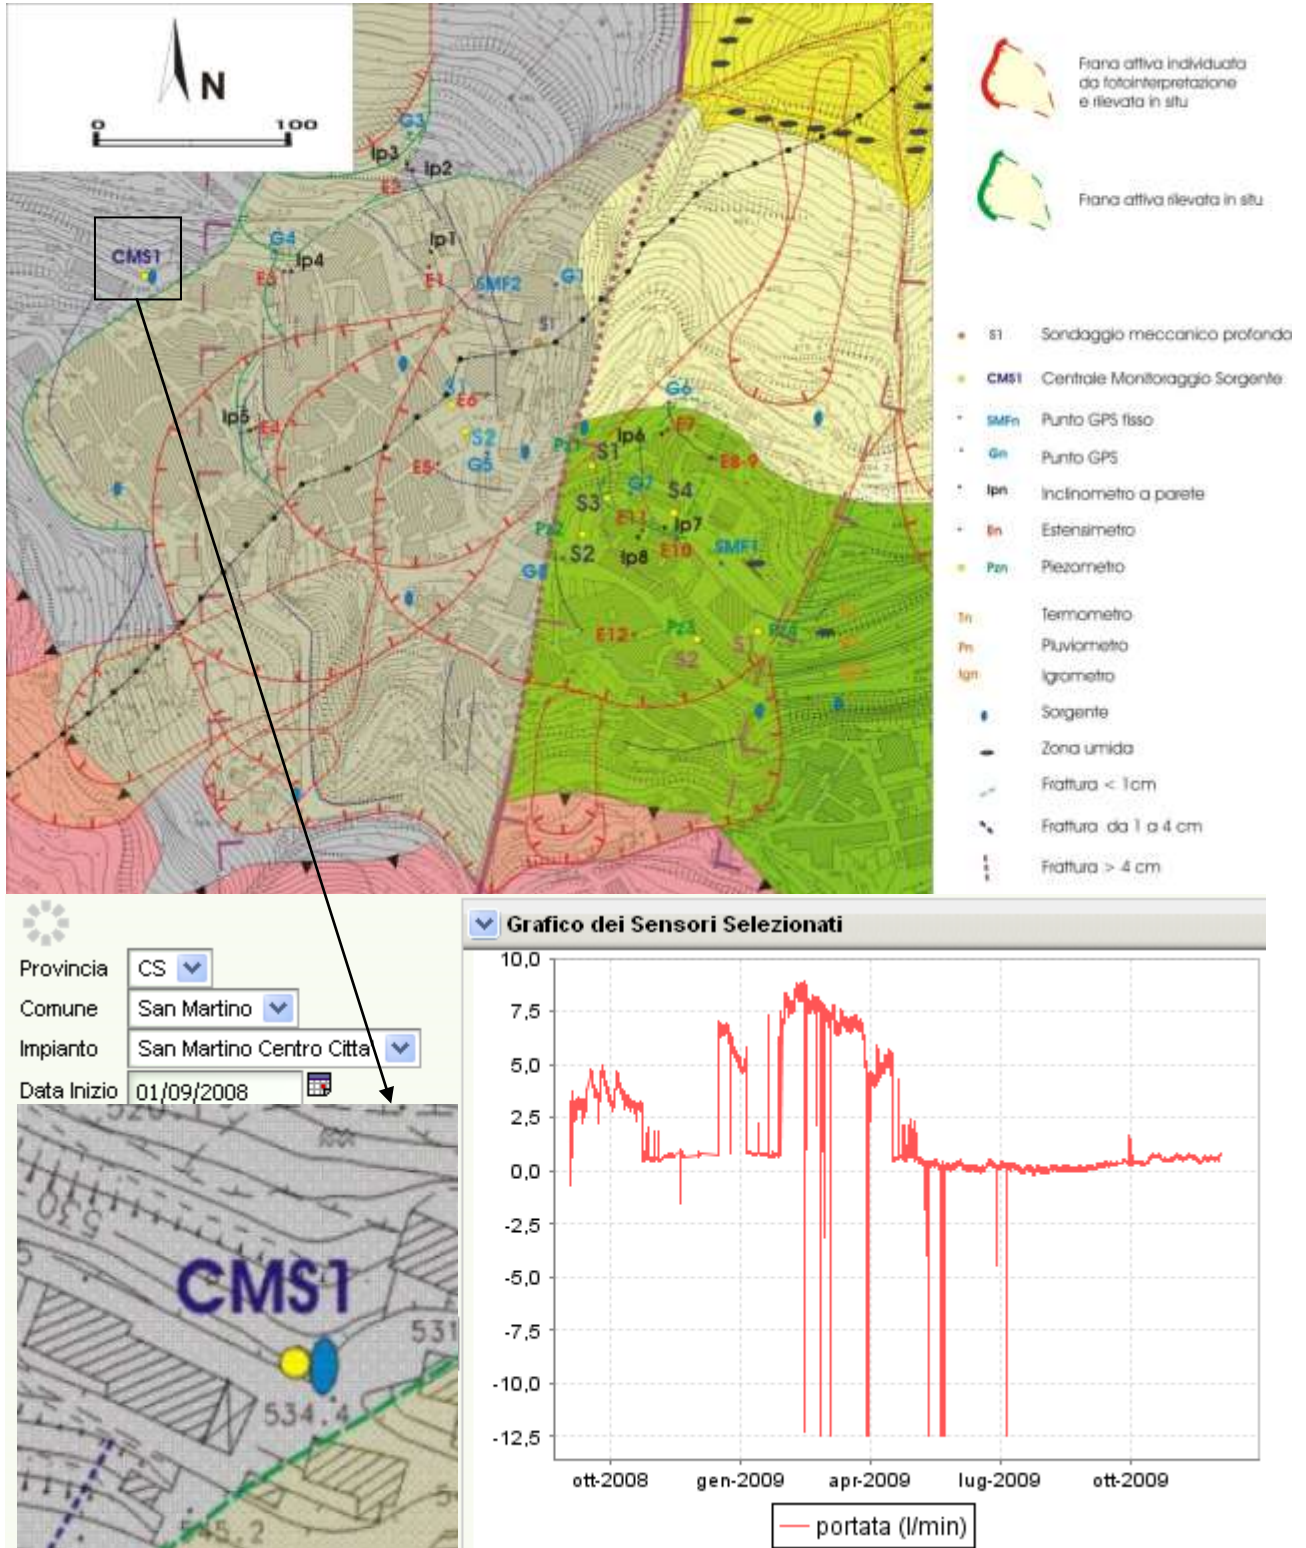 N
0 100
G3
Ip3
Ip2
E2
CMS1
G4
Ip4
E3
Ip1
E1
SMF2
G1
S1
S1
E6
S2
G5
E5
Ip5
E4
G6
Ip6
E7
Pz1
S1
E8-9
G7
S4
S3
E11
Ip7
Pz2
S2
Ip8
E10
SMF1
G8
E12
Pz3
S2
S1
Frana attiva individuata
da fotointerpretazione
e rilevata in situ
Frana attiva rilevata in situ
S1 Sondaggio meccanico profondo
CMS1 Centrale Monitoraggio Sorgente
SMFn Punto GPS fisso
Gn Punto GPS
Ipn Inclinometro a parete
En Estensimetro
Pzn Piezometro
Tn Termometro
Pn Pluviometro
Ign Igrometro
Sorgente
Zona umida
Frattura < 1cm
Frattura da 1 a 4 cm
Frattura > 4 cm
Provincia CS
Comune San Martino
Impianto San Martino Centro Citta
Data Inizio 01/09/2008
520
530
CMS1
531
534.4
545.2
Grafico dei Sensori Selezionati
10,0
7,5
5,0
2,5
0,0
-2,5
-5,0
-7,5
-10,0
-12,5
ott-2008 gen-2009 apr-2009 lug-2009 ott-2009
portata (l/min)